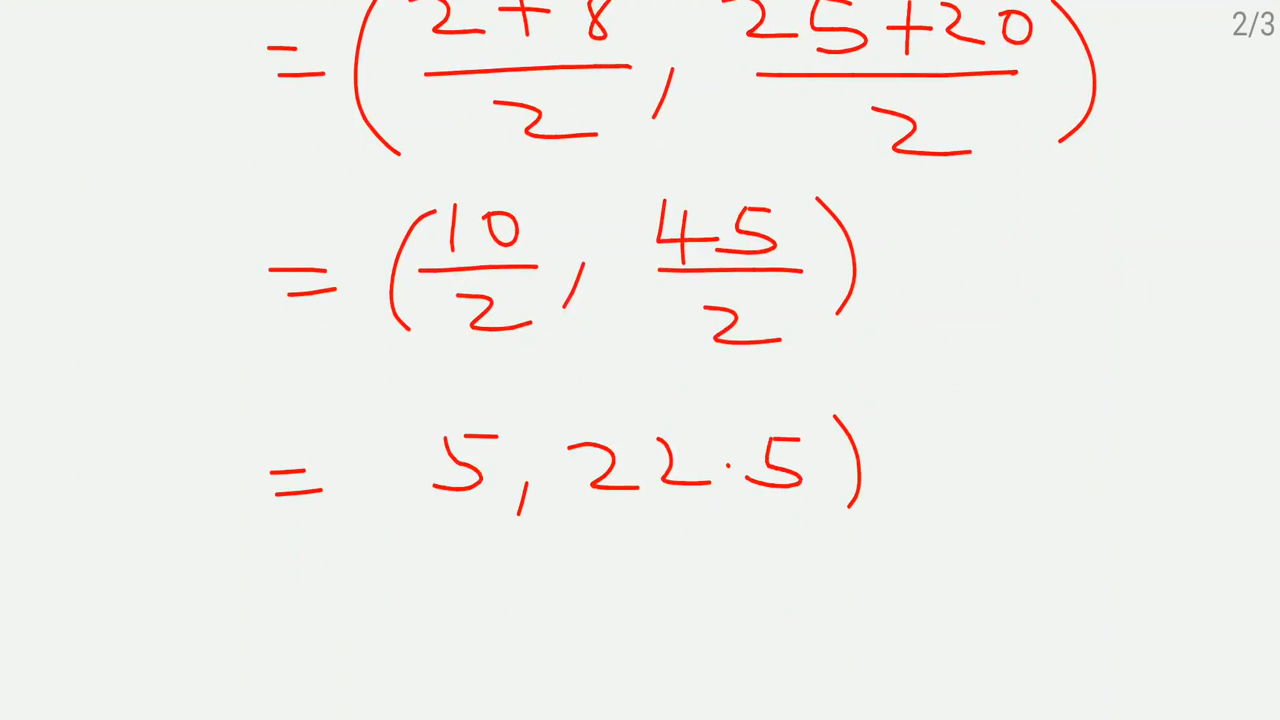 2/3
= (2+8/2, 25+20/2)
= (10/2, 45/2)
= 5, 22.5)